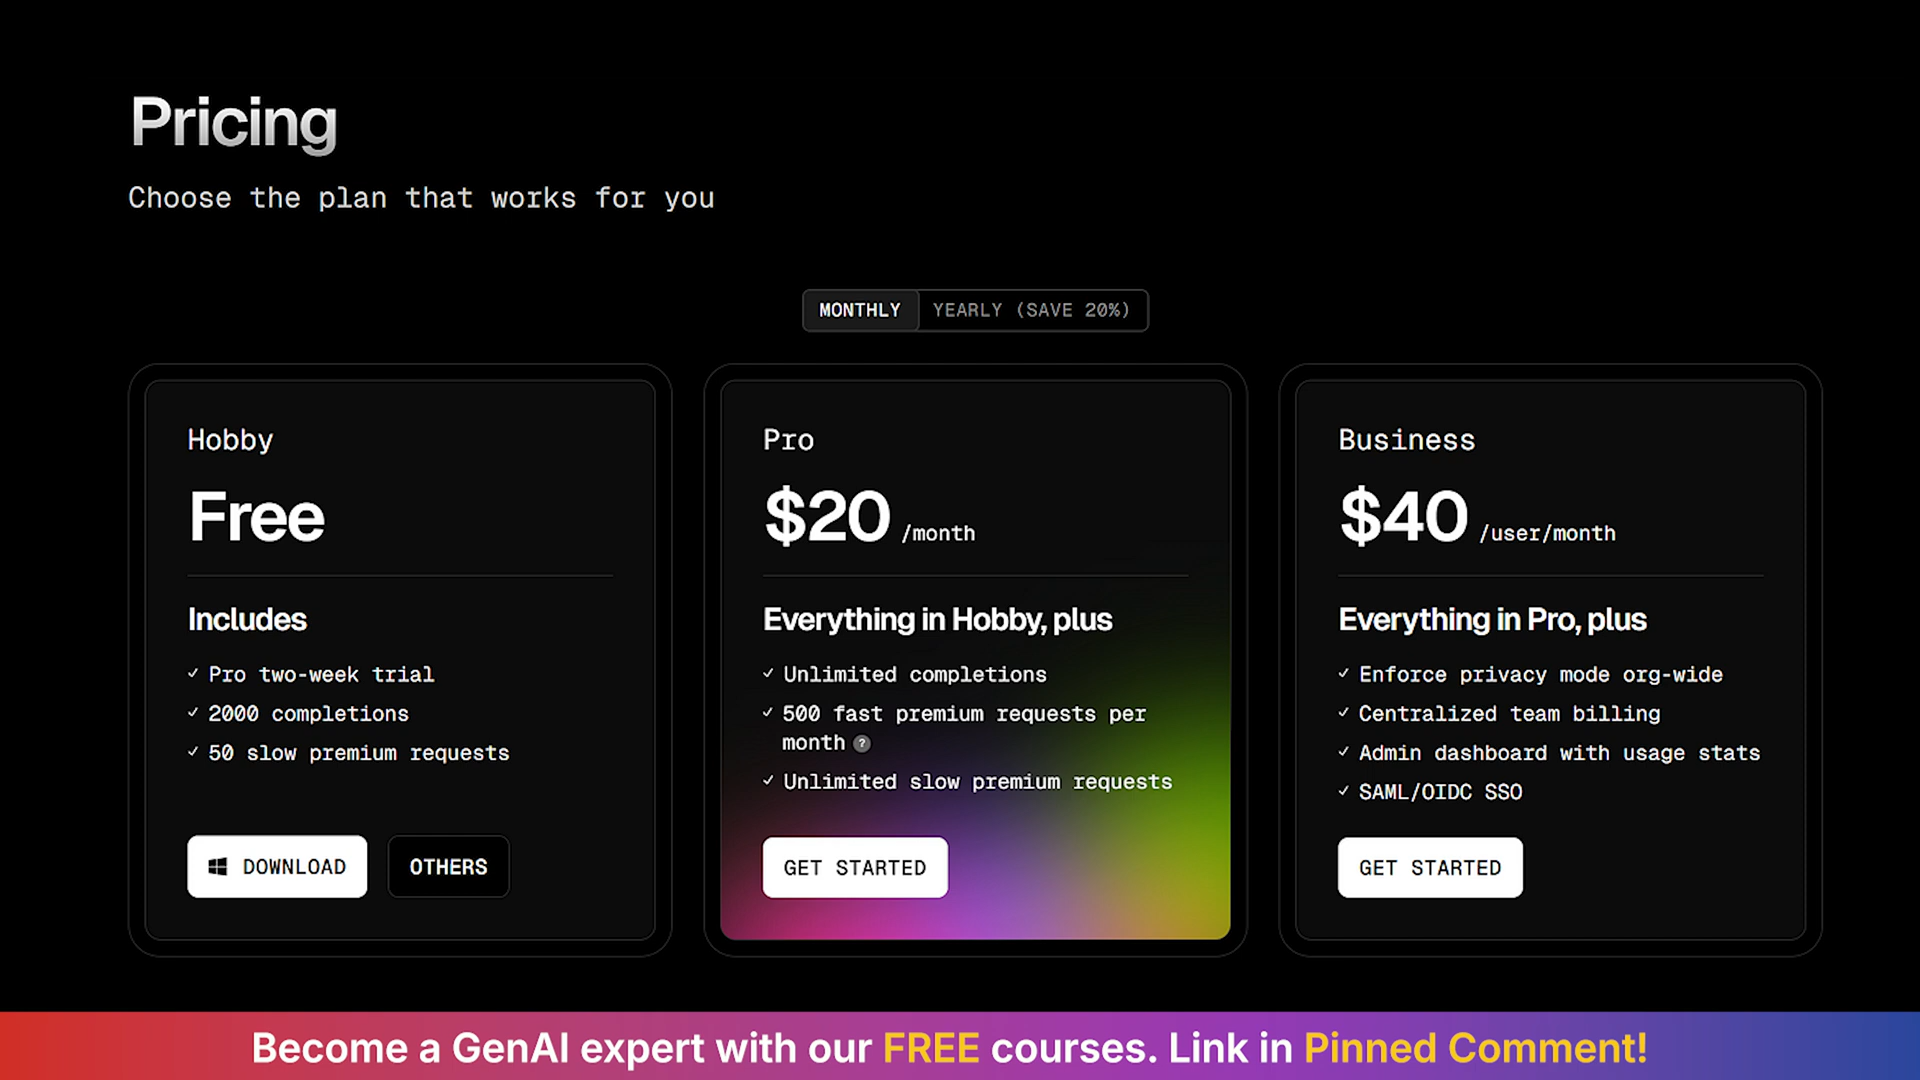 Pricing
Choose the plan that works for you
MONTHLY YEARLY (SAVE 20%)
Hobby
Free
Includes
✓ Pro two-week trial
✓ 2000 completions
✓ 50 slow premium requests
DOWNLOAD OTHERS
Pro
$20 /month
Everything in Hobby, plus
✓ Unlimited completions
✓ 500 fast premium requests per
month ?
✓ Unlimited slow premium requests
GET STARTED
Business
$40 /user/month
Everything in Pro, plus
✓ Enforce privacy mode org-wide
✓ Centralized team billing
✓ Admin dashboard with usage stats
✓ SAML/OIDC SSO
GET STARTED
Become a GenAI expert with our FREE courses. Link in Pinned Comment!